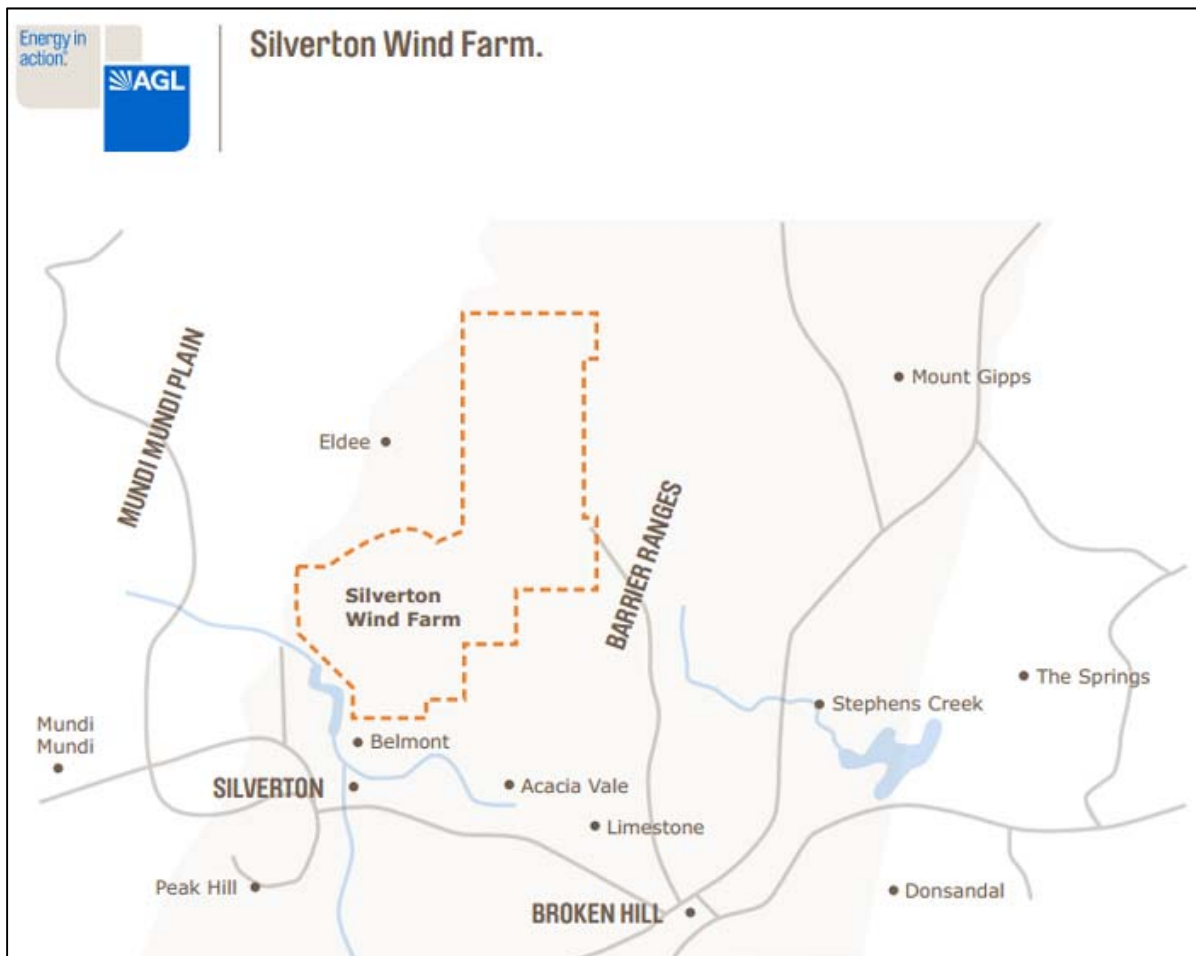 Energy in
action.
AGL
Silverton Wind Farm.
MUNDI MUNDI PLAIN
Mount Gipps
Eldee
BARRIER RANGES
Silverton
Wind Farm
The Springs
Stephens Creek
Mundi
Mundi
Belmont
SILVERTON
Acacia Vale
Limestone
Peak Hill
Donsandal
BROKEN HILL